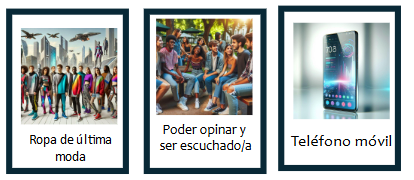 Ropa de última
moda
Poder opinar y
ser escuchado/a
Teléfono móvil